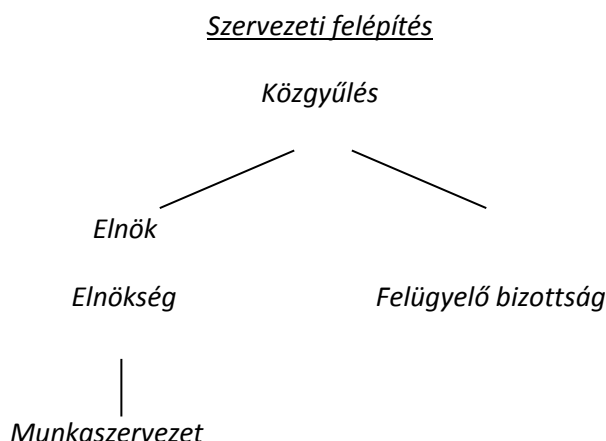 Szervezeti felépítés
Közgyűlés
Elnök
Elnökség Felügyelő bizottság
Munkaszervezet